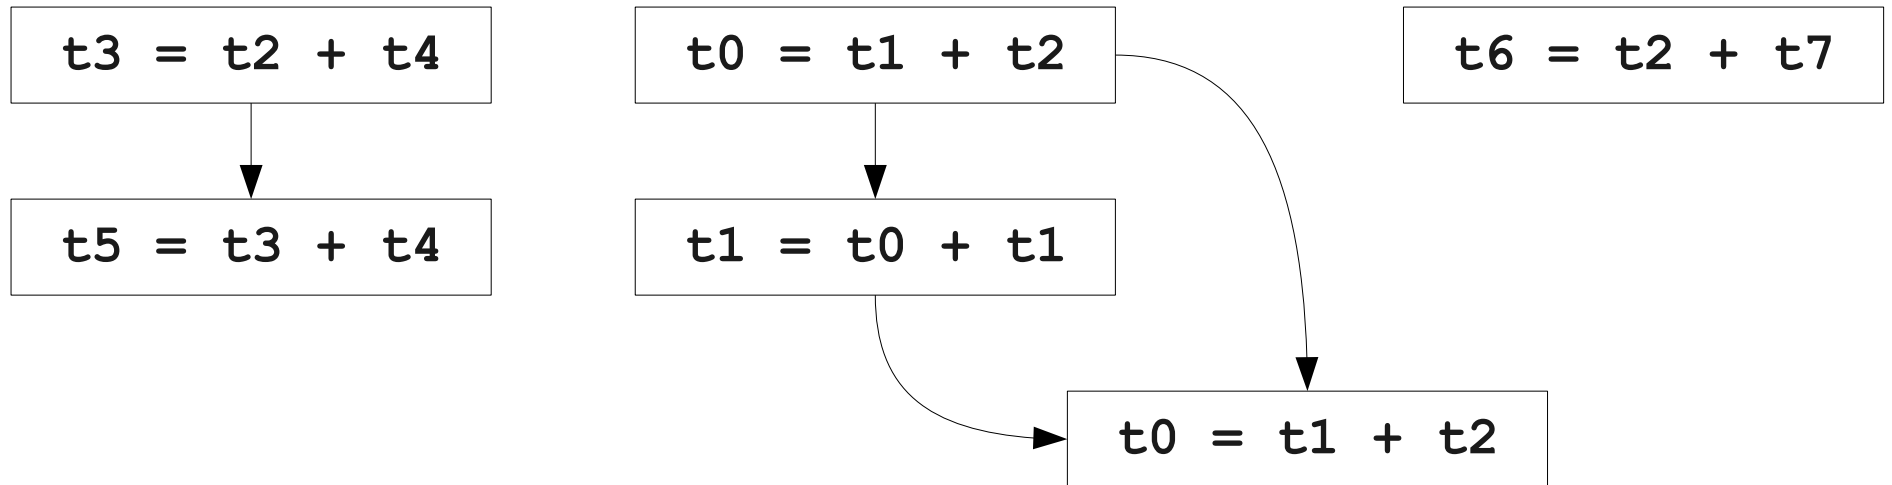 t3 = t2 + t4
t0 = t1 + t2
t6 = t2 + t7
t5 = t3 + t4
t1 = t0 + t1
t0 = t1 + t2